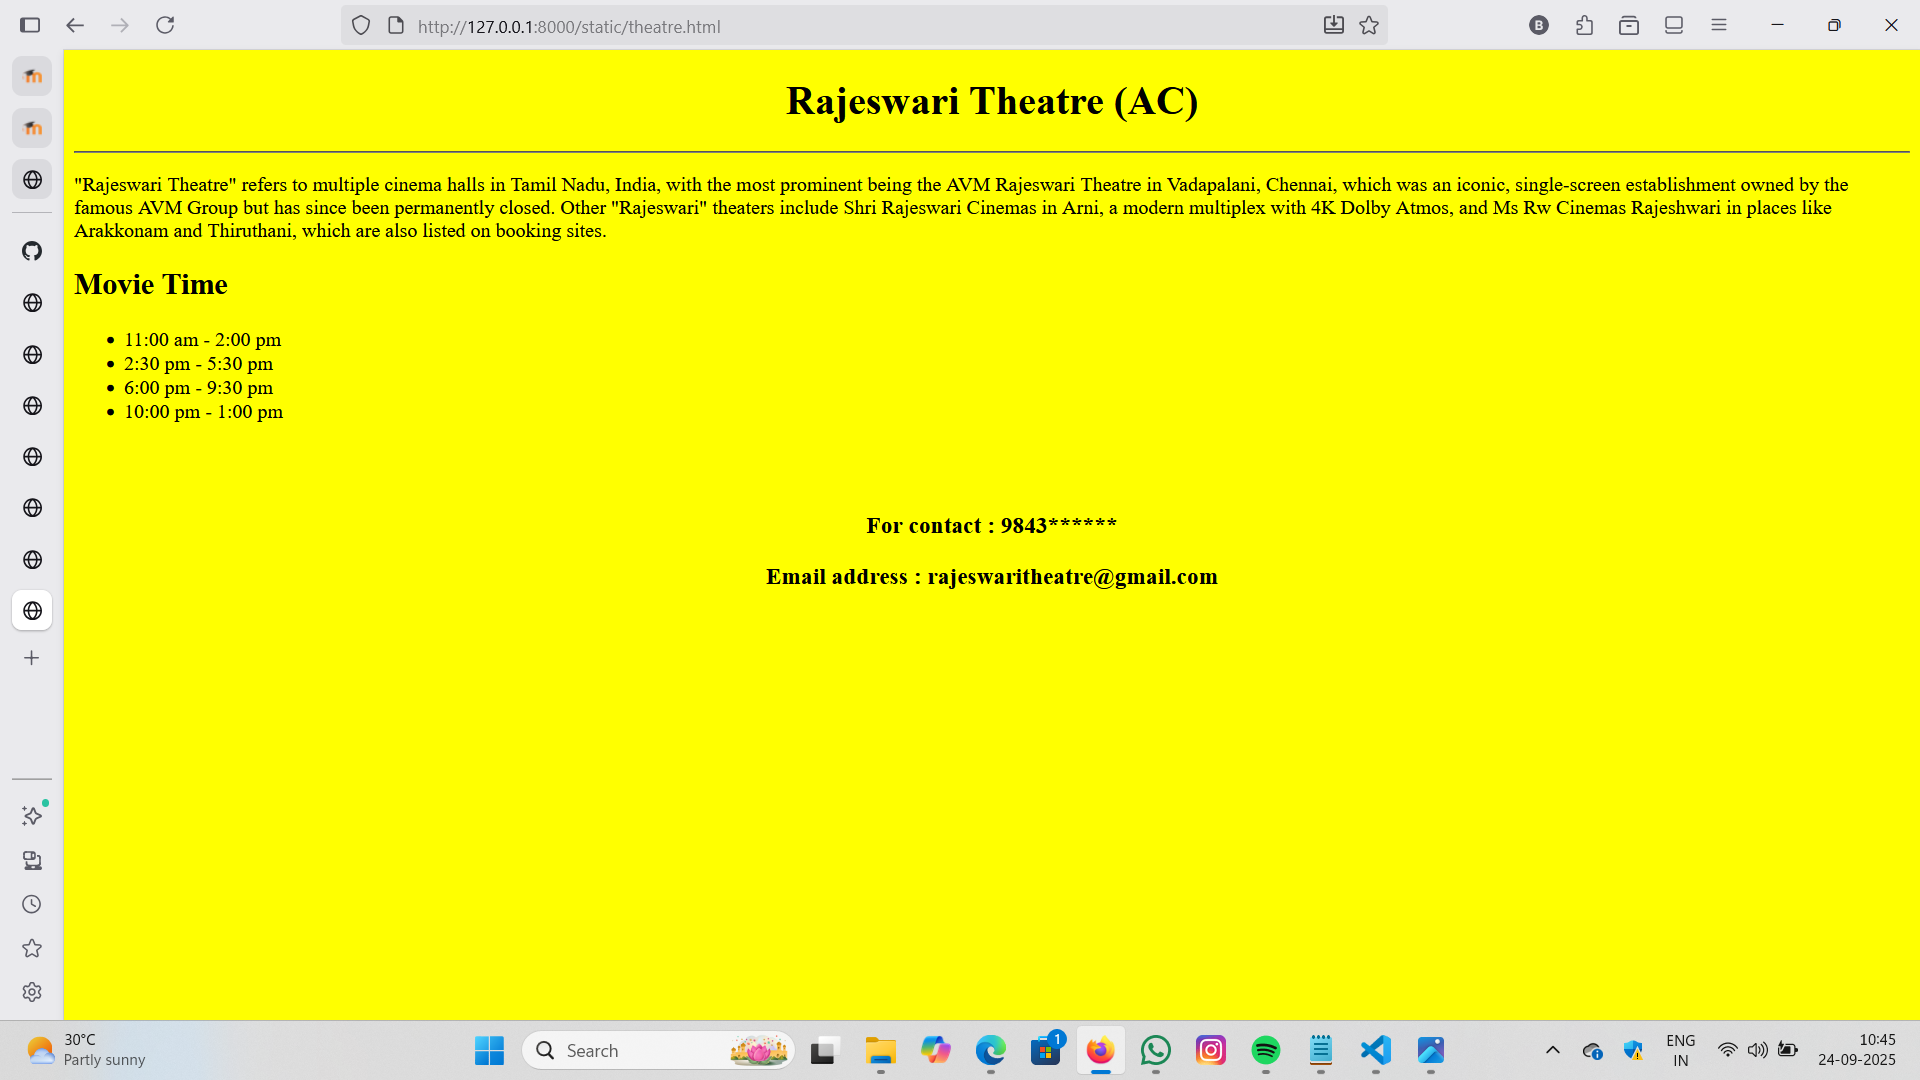 http://127.0.0.1:8000/static/theatre.html
B
Rajeswari Theatre (AC)
"Rajeswari Theatre" refers to multiple cinema halls in Tamil Nadu, India, with the most prominent being the AVM Rajeswari Theatre in Vadapalani, Chennai, which was an iconic, single-screen establishment owned by the
famous AVM Group but has since been permanently closed. Other "Rajeswari" theaters include Shri Rajeswari Cinemas in Arni, a modern multiplex with 4K Dolby Atmos, and Ms Rw Cinemas Rajeshwari in places like
Arakkonam and Thiruthani, which are also listed on booking sites.
Movie Time
• 11:00 am - 2:00 pm
• 2:30 pm - 5:30 pm
• 6:00 pm - 9:30 pm
• 10:00 pm - 1:00 pm
For contact : 9843******
Email address : rajeswaritheatre@gmail.com
30°C
Partly sunny
Search
1
ENG
IN
10:45
24-09-2025